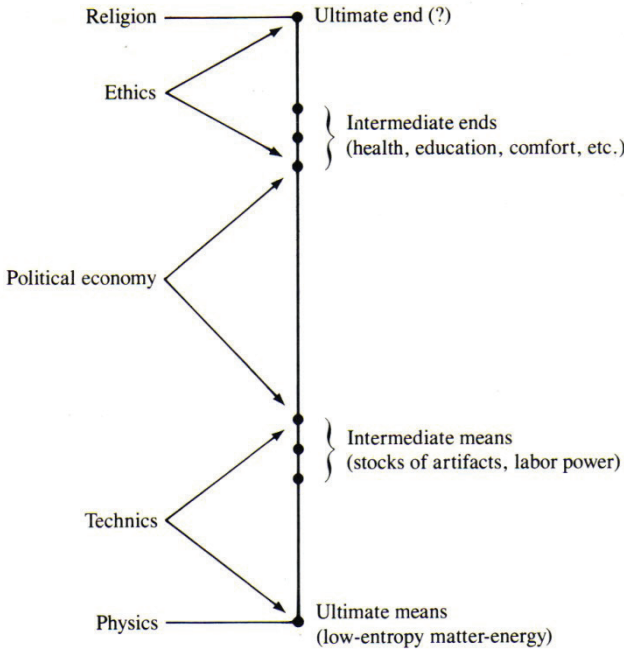 Religion
Ultimate end (?)
Ethics
Intermediate ends
(health, education, comfort, etc.)
Political economy
Intermediate means
(stocks of artifacts, labor power)
Technics
Physics
Ultimate means
(low-entropy matter-energy)